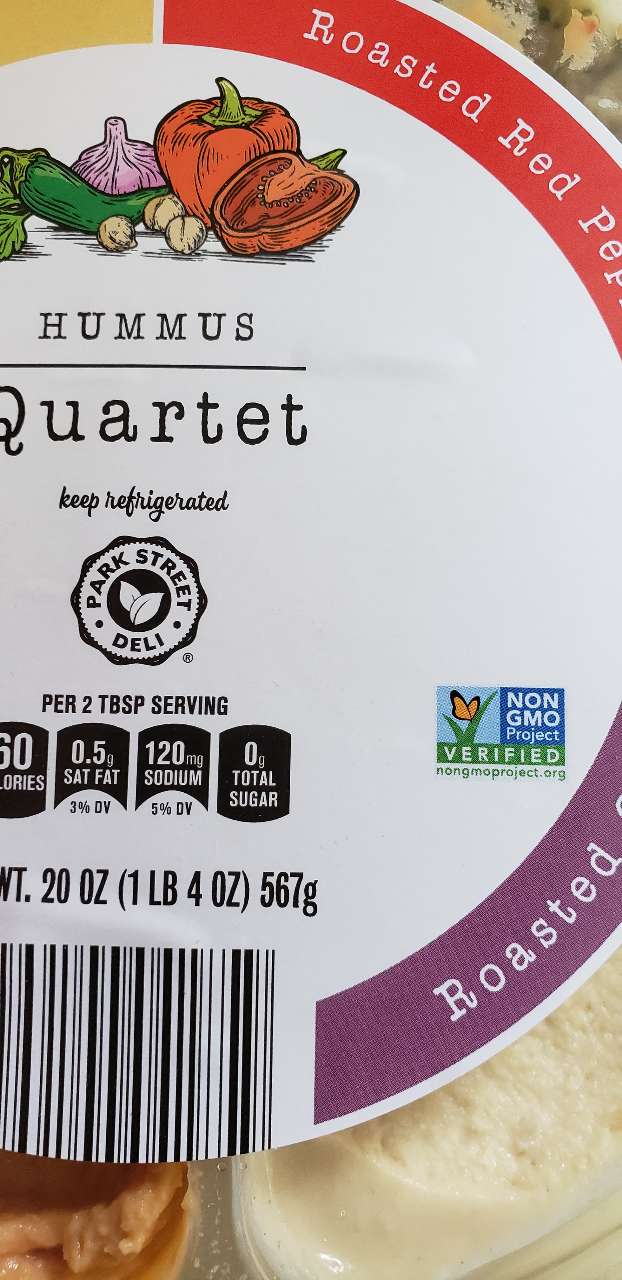 Roasted Red
HUMMUS
Quartet
keep refrigerated
PARK STREET
DELI
®
PER 2 TBSP SERVING
60 0.5g 120mg 0g
SAT FAT SODIUM TOTAL
SUGAR
3% DV 5% DV
NON
GMO
Project
VERIFIED
nongmoproject.org
WT. 20 OZ (1 LB 4 OZ) 567g
Roasted